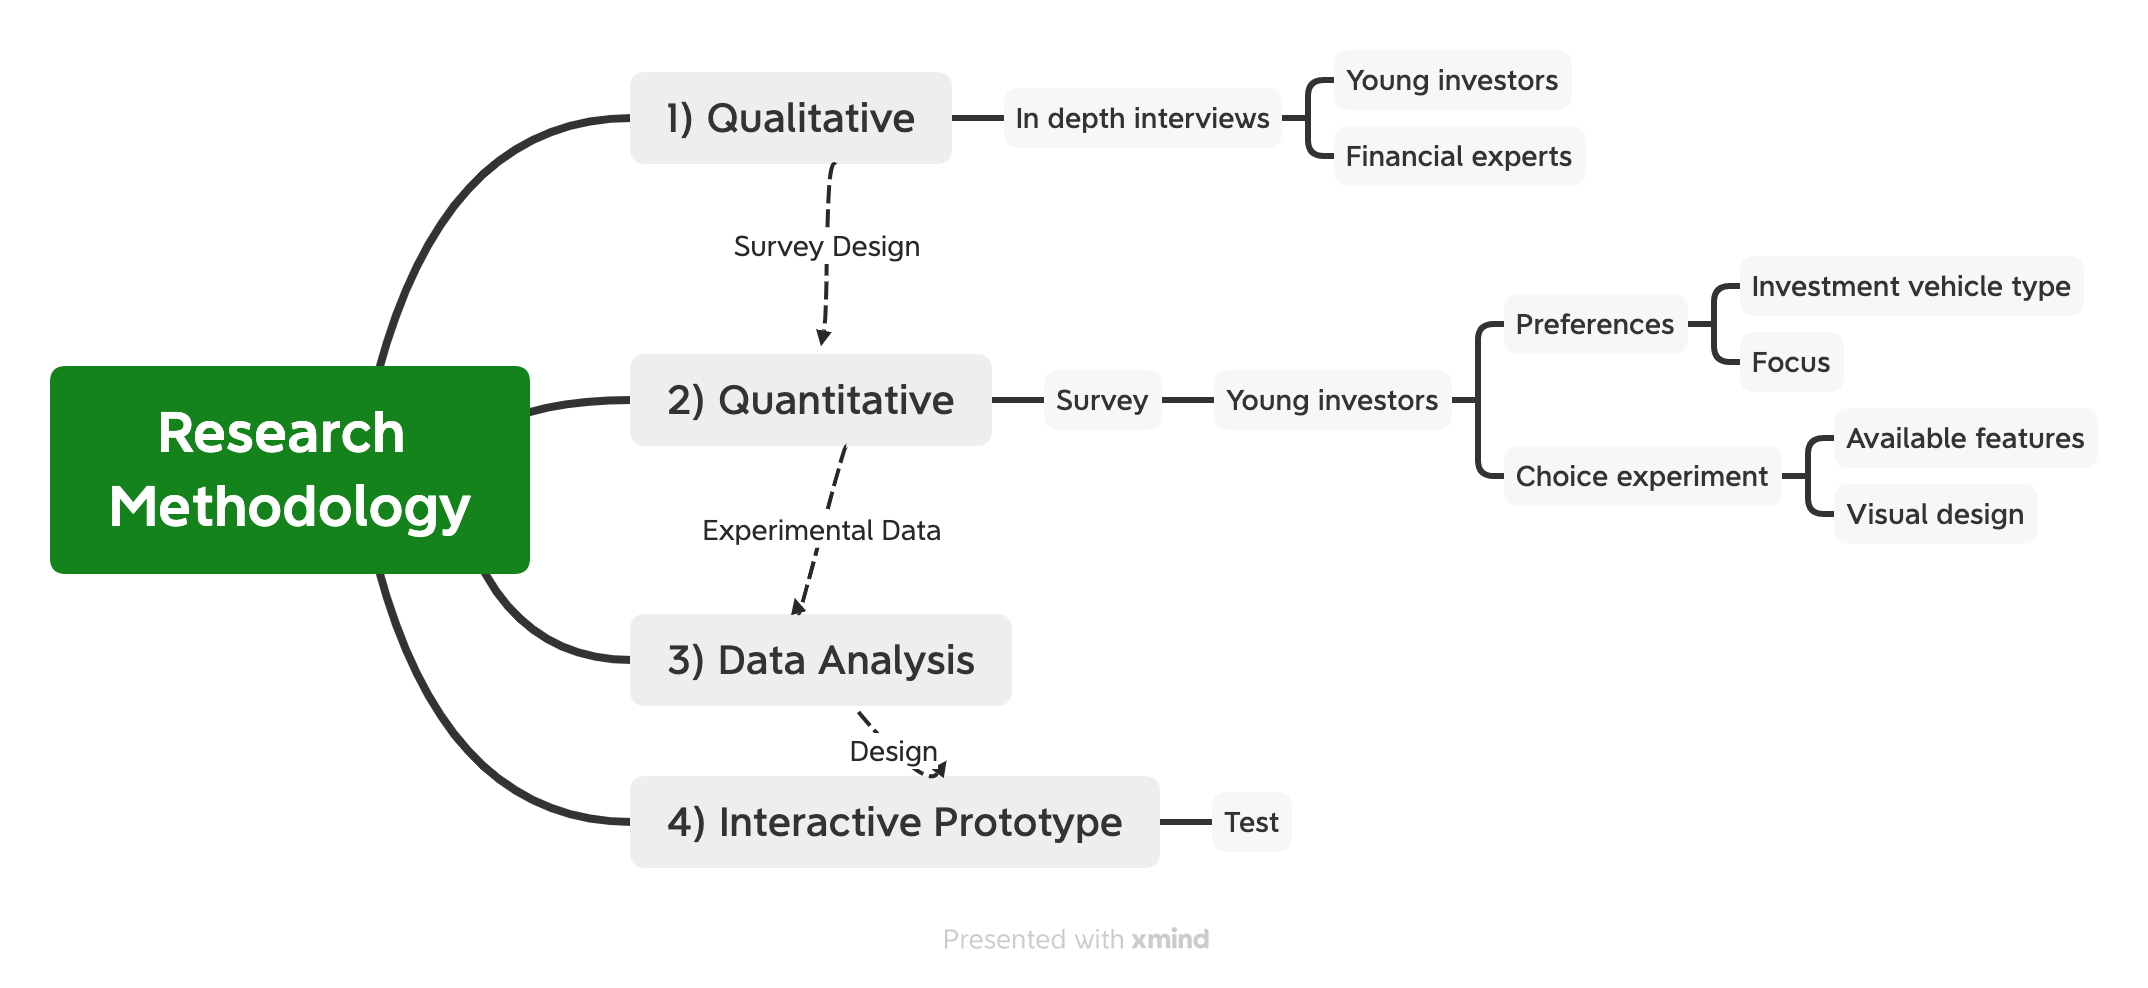 1) Qualitative
In depth interviews
Young investors
Financial experts
Survey Design
Research
Methodology
2) Quantitative
Survey
Young investors
Preferences
Investment vehicle type
Focus
Choice experiment
Available features
Visual design
Experimental Data
3) Data Analysis
Design
4) Interactive Prototype
Test
Presented with xmind